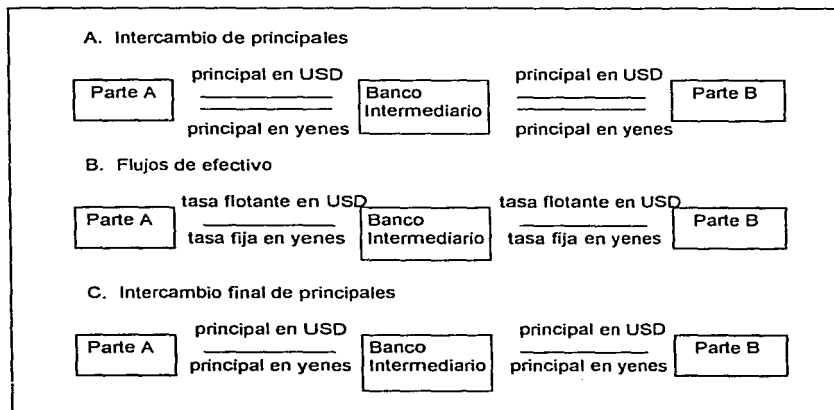 A. Intercambio de principales
principal en USD principal en USD
Parte A Banco Parte B
Intermediario
principal en yenes principal en yenes
B. Flujos de efectivo
tasa flotante en USD tasa flotante en USD
Parte A Banco Parte B
tasa fija en yenes Intermediario tasa fija en yenes
C. Intercambio final de principales
principal en USD principal en USD
Parte A Banco Parte B
principal en yenes Intermediario principal en yenes